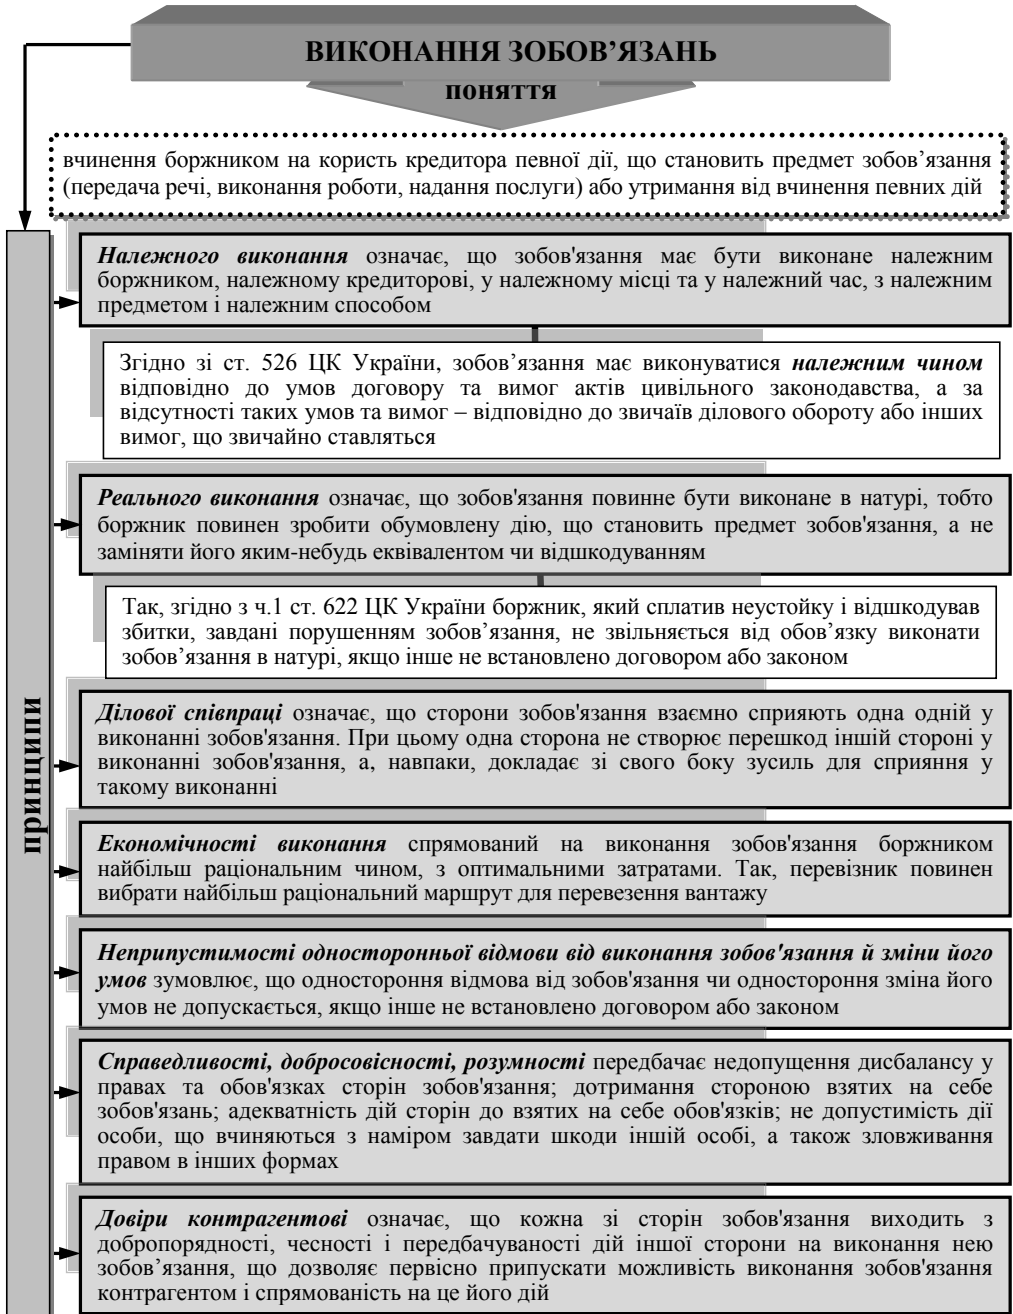 ВИКОНАННЯ ЗОБОВ’ЯЗАНЬ
поняття
вчинення боржником на користь кредитора певної дії, що становить предмет зобов’язання
(передача речі, виконання роботи, надання послуги) або утримання від вчинення певних дій
принципи
Належного виконання означає, що зобов'язання має бути виконане належним
боржником, належному кредиторові, у належному місці та у належний час, з належним
предметом і належним способом
Згідно зі ст. 526 ЦК України, зобов’язання має виконуватися належним чином
відповідно до умов договору та вимог актів цивільного законодавства, а за
відсутності таких умов та вимог – відповідно до звичаїв ділового обороту або інших
вимог, що звичайно ставляться
Реального виконання означає, що зобов'язання повинне бути виконане в натурі, тобто
боржник повинен зробити обумовлену дію, що становить предмет зобов'язання, а не
заміняти його яким-небудь еквівалентом чи відшкодуванням
Так, згідно з ч.1 ст. 622 ЦК України боржник, який сплатив неустойку і відшкодував
збитки, завдані порушенням зобов’язання, не звільняється від обов’язку виконати
зобов’язання в натурі, якщо інше не встановлено договором або законом
Ділової співпраці означає, що сторони зобов'язання взаємно сприяють одна одній у
виконанні зобов'язання. При цьому одна сторона не створює перешкод іншій стороні у
виконанні зобов'язання, а, навпаки, докладає зі свого боку зусиль для сприяння у
такому виконанні
Економічності виконання спрямований на виконання зобов'язання боржником
найбільш раціональним чином, з оптимальними затратами. Так, перевізник повинен
вибрати найбільш раціональний маршрут для перевезення вантажу
Неприпустимості односторонньої відмови від виконання зобов'язання й зміни його
умов зумовлює, що одностороння відмова від зобов'язання чи одностороння зміна його
умов не допускається, якщо інше не встановлено договором або законом
Справедливості, добросовісності, розумності передбачає недопущення дисбалансу у
правах та обов'язках сторін зобов'язання; дотримання стороною взятих на себе
зобов'язань; адекватність дій сторін до взятих на себе обов'язків; не допустимість дії
особи, що вчиняються з наміром завдати шкоди іншій особі, а також зловживання
правом в інших формах
Довіри контрагентові означає, що кожна зі сторін зобов'язання виходить з
добропорядності, чесності і передбачуваності дій іншої сторони на виконання нею
зобов’язання, що дозволяє первісно припускати можливість виконання зобов'язання
контрагентом і спрямованість на це його дій